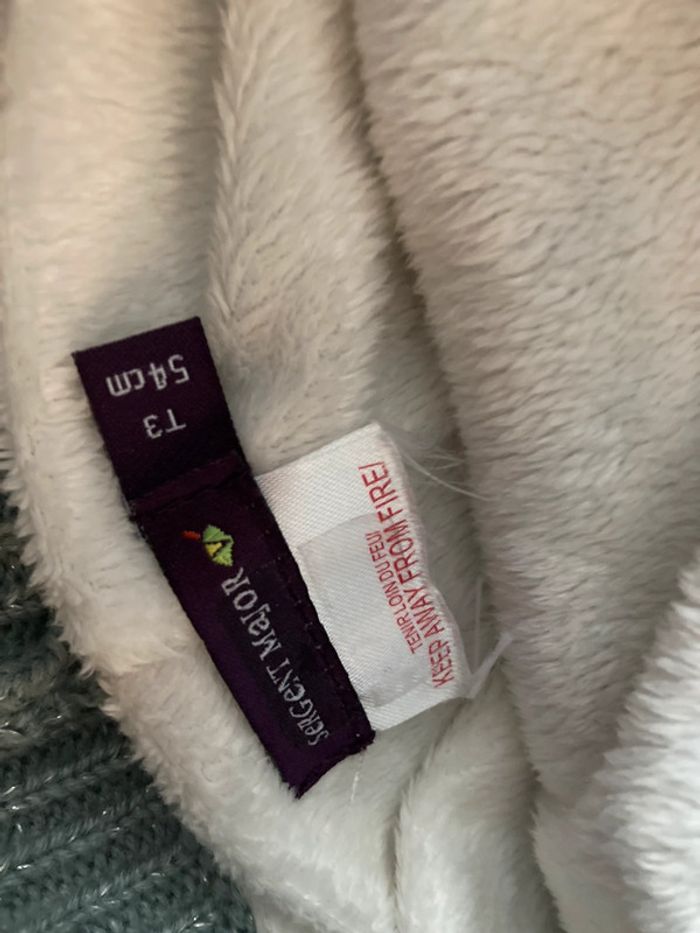 SERGENT MAJOR
T3
54cm
TENIR LOIN DU FEU/
KEEP AWAY FROM FIRE/